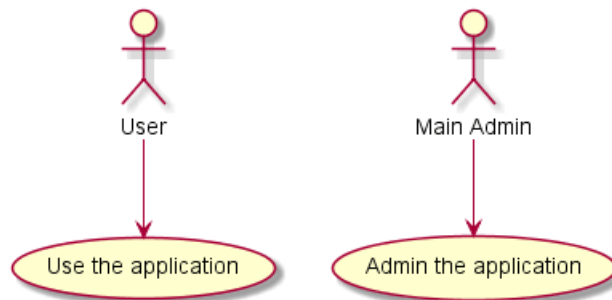 User
Main Admin
Use the application
Admin the application